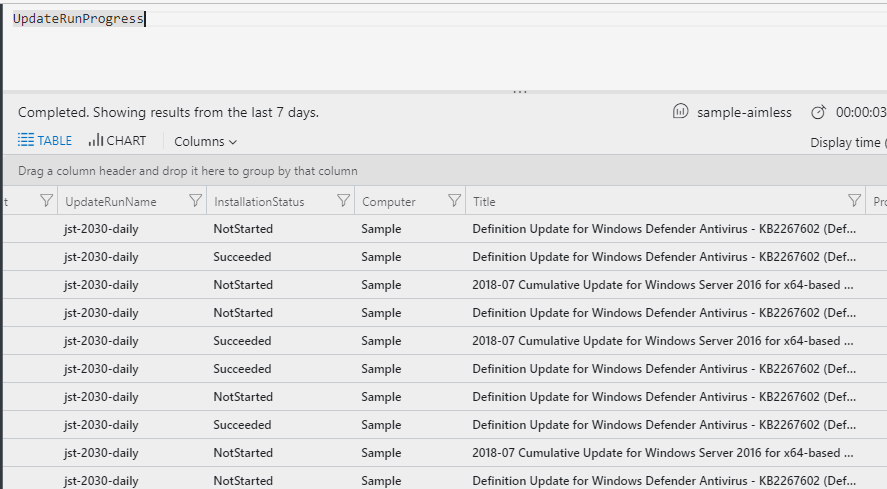 UpdateRunProgress
...
Completed. Showing results from the last 7 days. sample-aimless 00:00:03
TABLE CHART Columns Display time (
Drag a column header and drop it here to group by that column
t UpdateRunName InstallationStatus Computer Title Pro
jst-2030-daily NotStarted Sample Definition Update for Windows Defender Antivirus - KB2267602 (Def...
jst-2030-daily Succeeded Sample Definition Update for Windows Defender Antivirus - KB2267602 (Def...
jst-2030-daily NotStarted Sample 2018-07 Cumulative Update for Windows Server 2016 for x64-based ...
jst-2030-daily NotStarted Sample Definition Update for Windows Defender Antivirus - KB2267602 (Def...
jst-2030-daily Succeeded Sample 2018-07 Cumulative Update for Windows Server 2016 for x64-based ...
jst-2030-daily Succeeded Sample Definition Update for Windows Defender Antivirus - KB2267602 (Def...
jst-2030-daily NotStarted Sample Definition Update for Windows Defender Antivirus - KB2267602 (Def...
jst-2030-daily Succeeded Sample Definition Update for Windows Defender Antivirus - KB2267602 (Def...
jst-2030-daily NotStarted Sample 2018-07 Cumulative Update for Windows Server 2016 for x64-based ...
jst-2030-daily NotStarted Sample Definition Update for Windows Defender Antivirus - KB2267602 (Def...